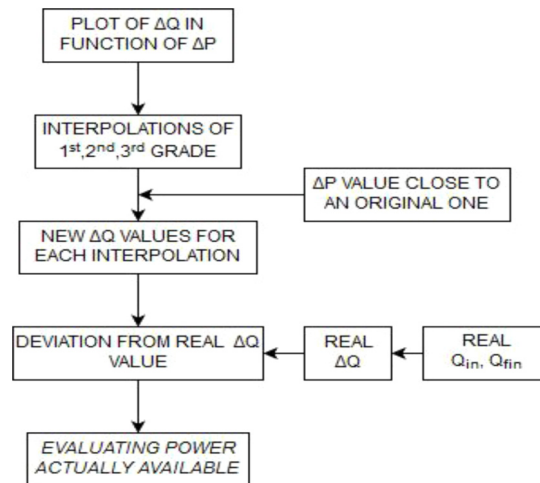 PLOT OF ΔQ IN
FUNCTION OF ΔP
INTERPOLATIONS OF
1st,2nd,3rd GRADE
ΔP VALUE CLOSE TO
AN ORIGINAL ONE
NEW ΔQ VALUES FOR
EACH INTERPOLATION
DEVIATION FROM REAL ΔQ
VALUE
REAL
ΔQ
REAL
Qin, Qfin
EVALUATING POWER
ACTUALLY AVAILABLE